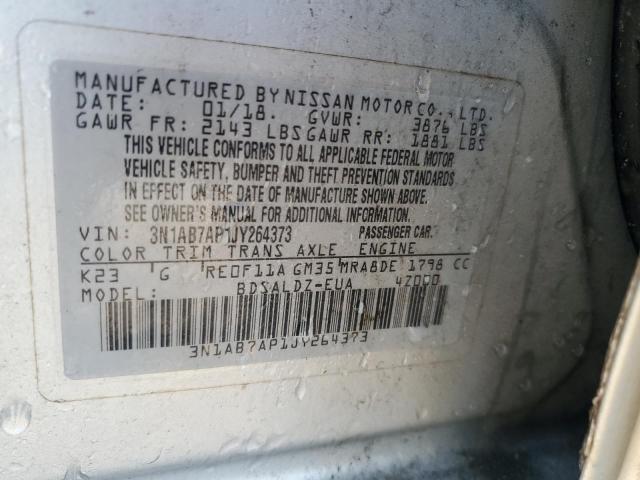 MANUFACTURED BY NISSAN MOTOR CO., LTD.
DATE: 01/18. GVWR: 3876 LBS
GAWR FR: 2143 LBS GAWR RR: 1881 LBS
THIS VEHICLE CONFORMS TO ALL APPLICABLE FEDERAL MOTOR
VEHICLE SAFETY, BUMPER AND THEFT PREVENTION STANDARDS
IN EFFECT ON THE DATE OF MANUFACTURE SHOWN ABOVE.
SEE OWNER'S MANUAL FOR ADDITIONAL INFORMATION.
VIN: 3N1AB7AP1JY264373 PASSENGER CAR
COLOR TRIM TRANS AXLE ENGINE
K23 G RE0F11A GM35 MRA8DE 1798 CC
MODEL: BDSALDZ-EUA 4Z000
3N1AB7AP1JY264373